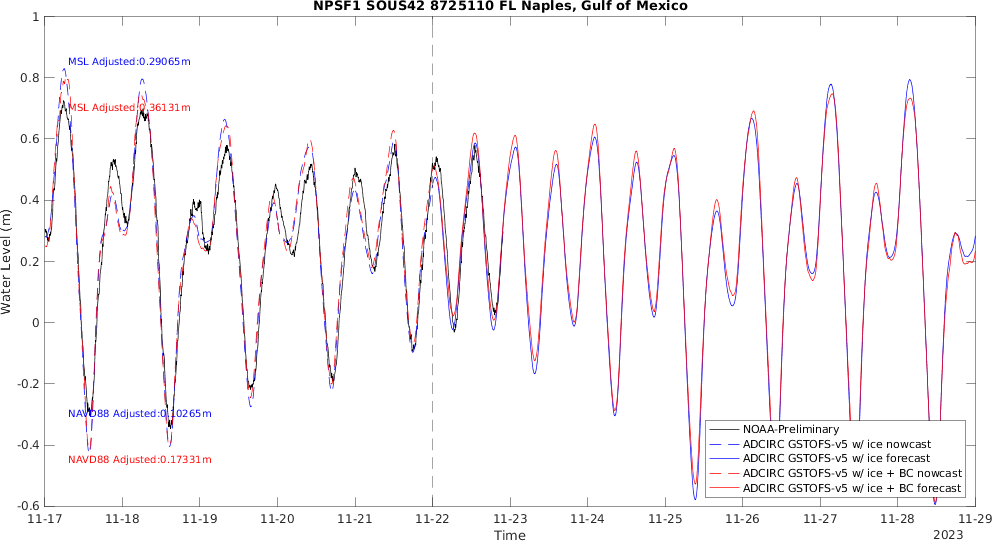 NPSF1 SOUS42 8725110 FL Naples, Gulf of Mexico
Water Level (m)
1
0.8
0.6
0.4
0.2
0
-0.2
-0.4
-0.6
MSL Adjusted:0.29065m
MSL Adjusted:0.36131m
NAVD88 Adjusted:0.10265m
NAVD88 Adjusted:0.17331m
NOAA-Preliminary
ADCIRC GSTOFS-v5 w/ ice nowcast
ADCIRC GSTOFS-v5 w/ ice forecast
ADCIRC GSTOFS-v5 w/ ice + BC nowcast
ADCIRC GSTOFS-v5 w/ ice + BC forecast
11-17 11-18 11-19 11-20 11-21 11-22 11-23 11-24 11-25 11-26 11-27 11-28 11-29
Time
2023